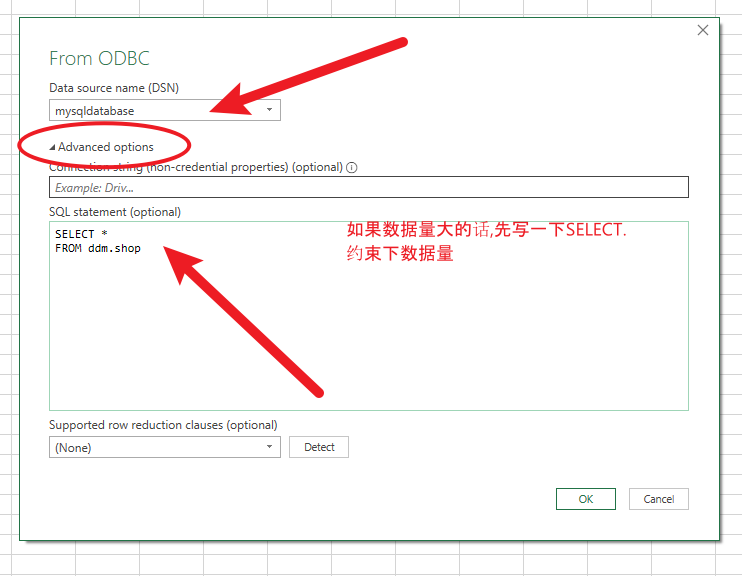 From ODBC
Data source name (DSN)
mysqldatabase
Advanced options
Connection string (non-credential properties) (optional)
Example: Driv...
SQL statement (optional)
SELECT *
FROM ddm.shop
如果数据量大的话,先写一下SELECT.
约束下数据量
Supported row reduction clauses (optional)
(None)
Detect
OK
Cancel